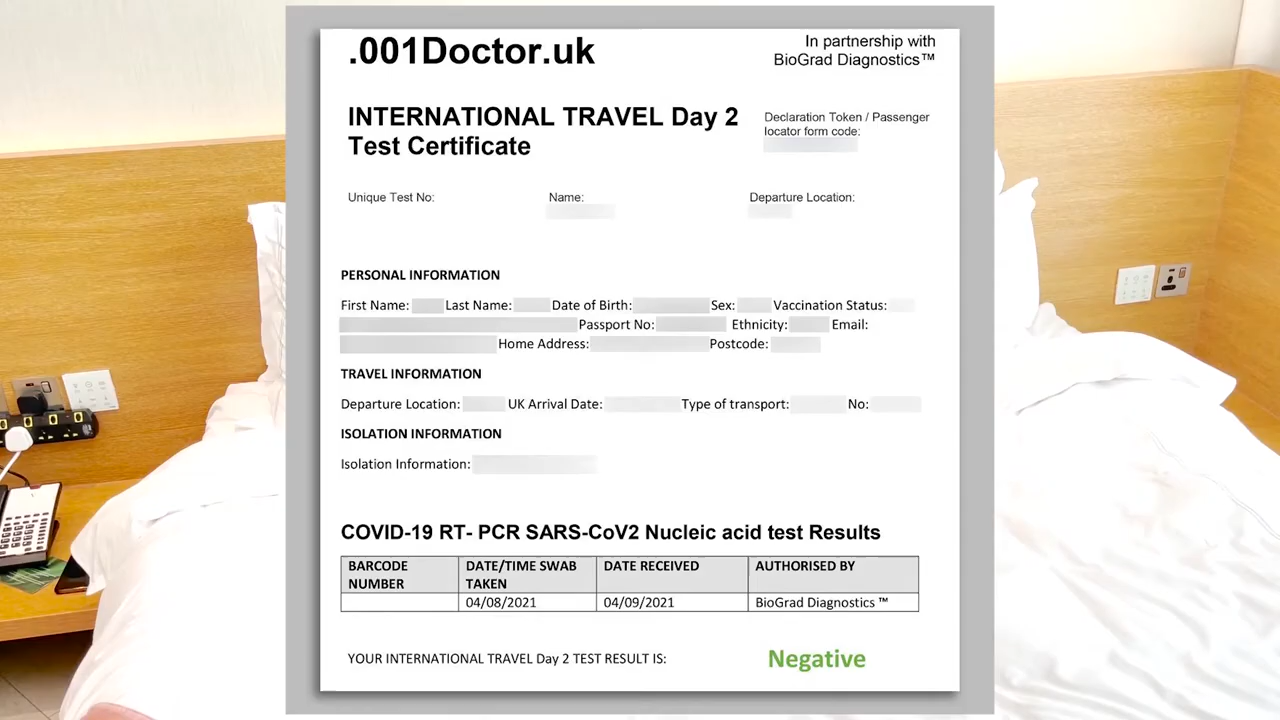 .001Doctor.uk
In partnership with
BioGrad Diagnostics™
INTERNATIONAL TRAVEL Day 2
Test Certificate
Declaration Token / Passenger
locator form code:
Unique Test No:
Name:
Departure Location:
PERSONAL INFORMATION
First Name: Last Name: Date of Birth: Sex: Vaccination Status:
Passport No: Ethnicity: Email:
Home Address: Postcode:
TRAVEL INFORMATION
Departure Location: UK Arrival Date: Type of transport: No:
ISOLATION INFORMATION
Isolation Information:
COVID-19 RT- PCR SARS-CoV2 Nucleic acid test Results
BARCODE NUMBER DATE/TIME SWAB TAKEN DATE RECEIVED AUTHORISED BY
04/08/2021 04/09/2021 BioGrad Diagnostics ™
YOUR INTERNATIONAL TRAVEL Day 2 TEST RESULT IS: Negative